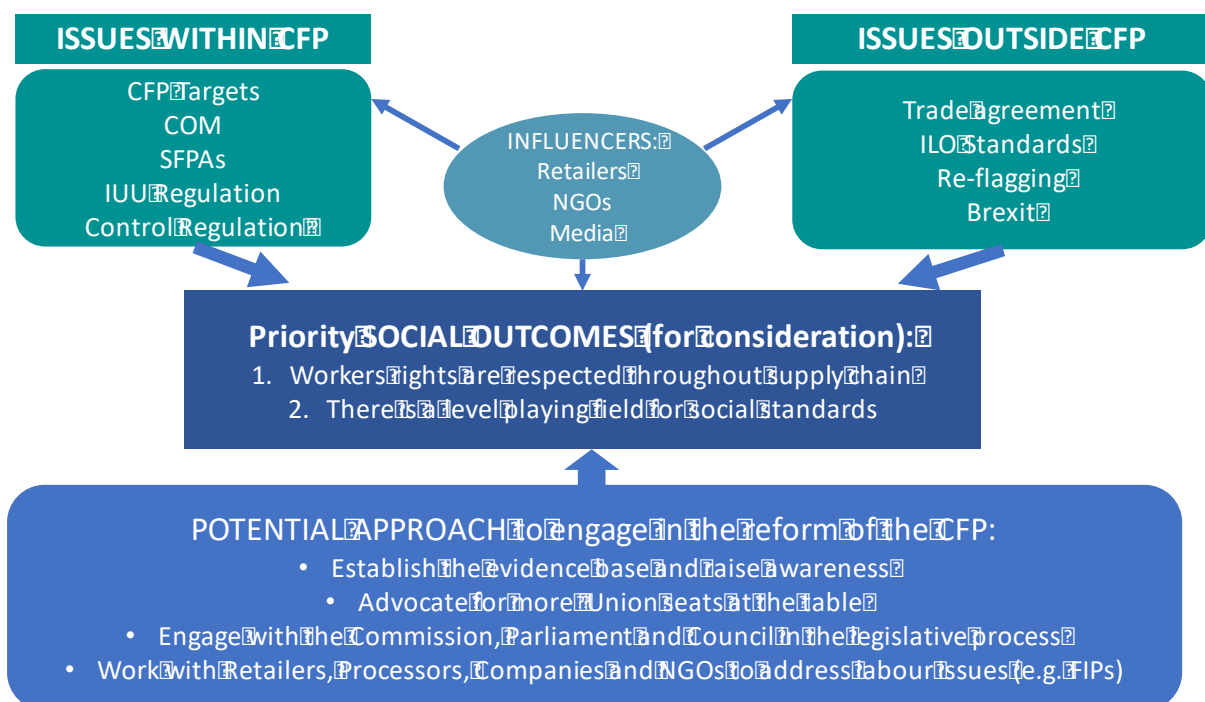 ISSUES WITHIN CFP
CFP Targets
COM
SFPAs
IUU Regulation
Control Regulation
INFLUENCERS:
Retailers
NGOs
Media
ISSUES OUTSIDE CFP
Trade agreement
ILO Standards
Re-flagging
Brexit
Priority SOCIAL OUTCOMES (for consideration):
1. Workers rights are respected throughout supply chain
2. There is a level playing field for social standards
POTENTIAL APPROACH to engage in the reform of the CFP:
• Establish the evidence base and raise awareness
• Advocate for more Union seats at the table
• Engage with the Commission, Parliament and Council in the legislative process
• Work with Retailers, Processors, Companies and NGOs to address labour issues (e.g. FIPs)